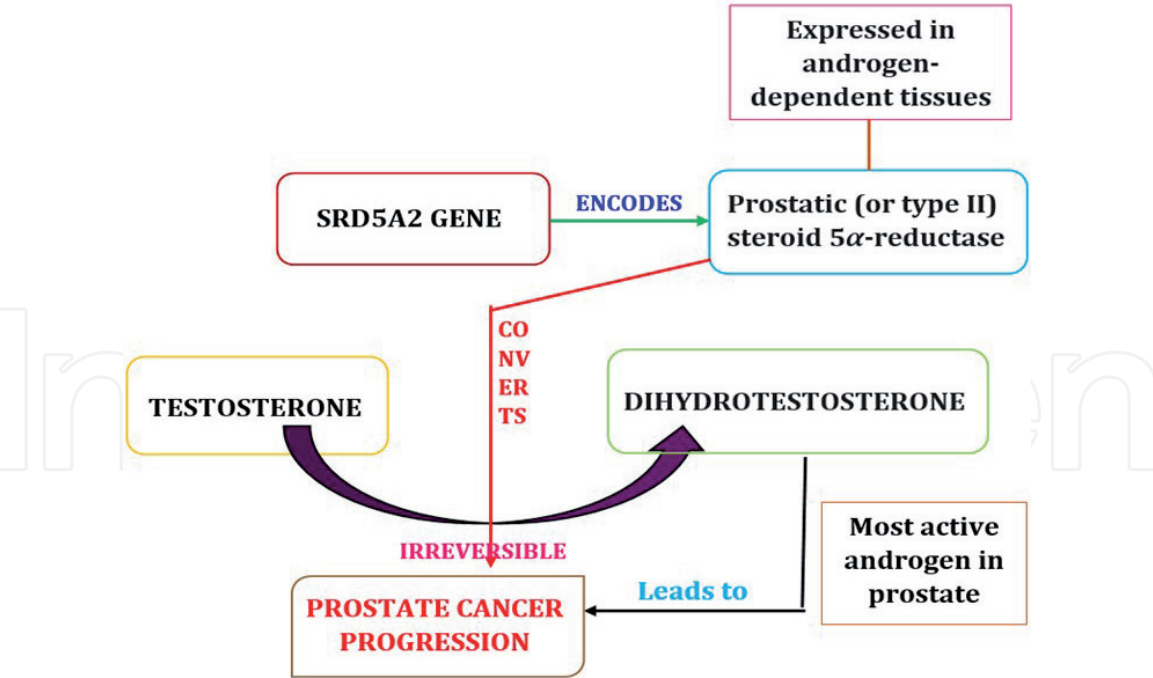 Expressed in
androgen-
dependent tissues
SRD5A2 GENE
ENCODES
Prostatic (or type II)
steroid 5α-reductase
CO
NV
ER
TS
TESTOSTERONE
DIHYDROTESTOSTERONE
IRREVERSIBLE
Most active
androgen in
prostate
Leads to
PROSTATE CANCER
PROGRESSION